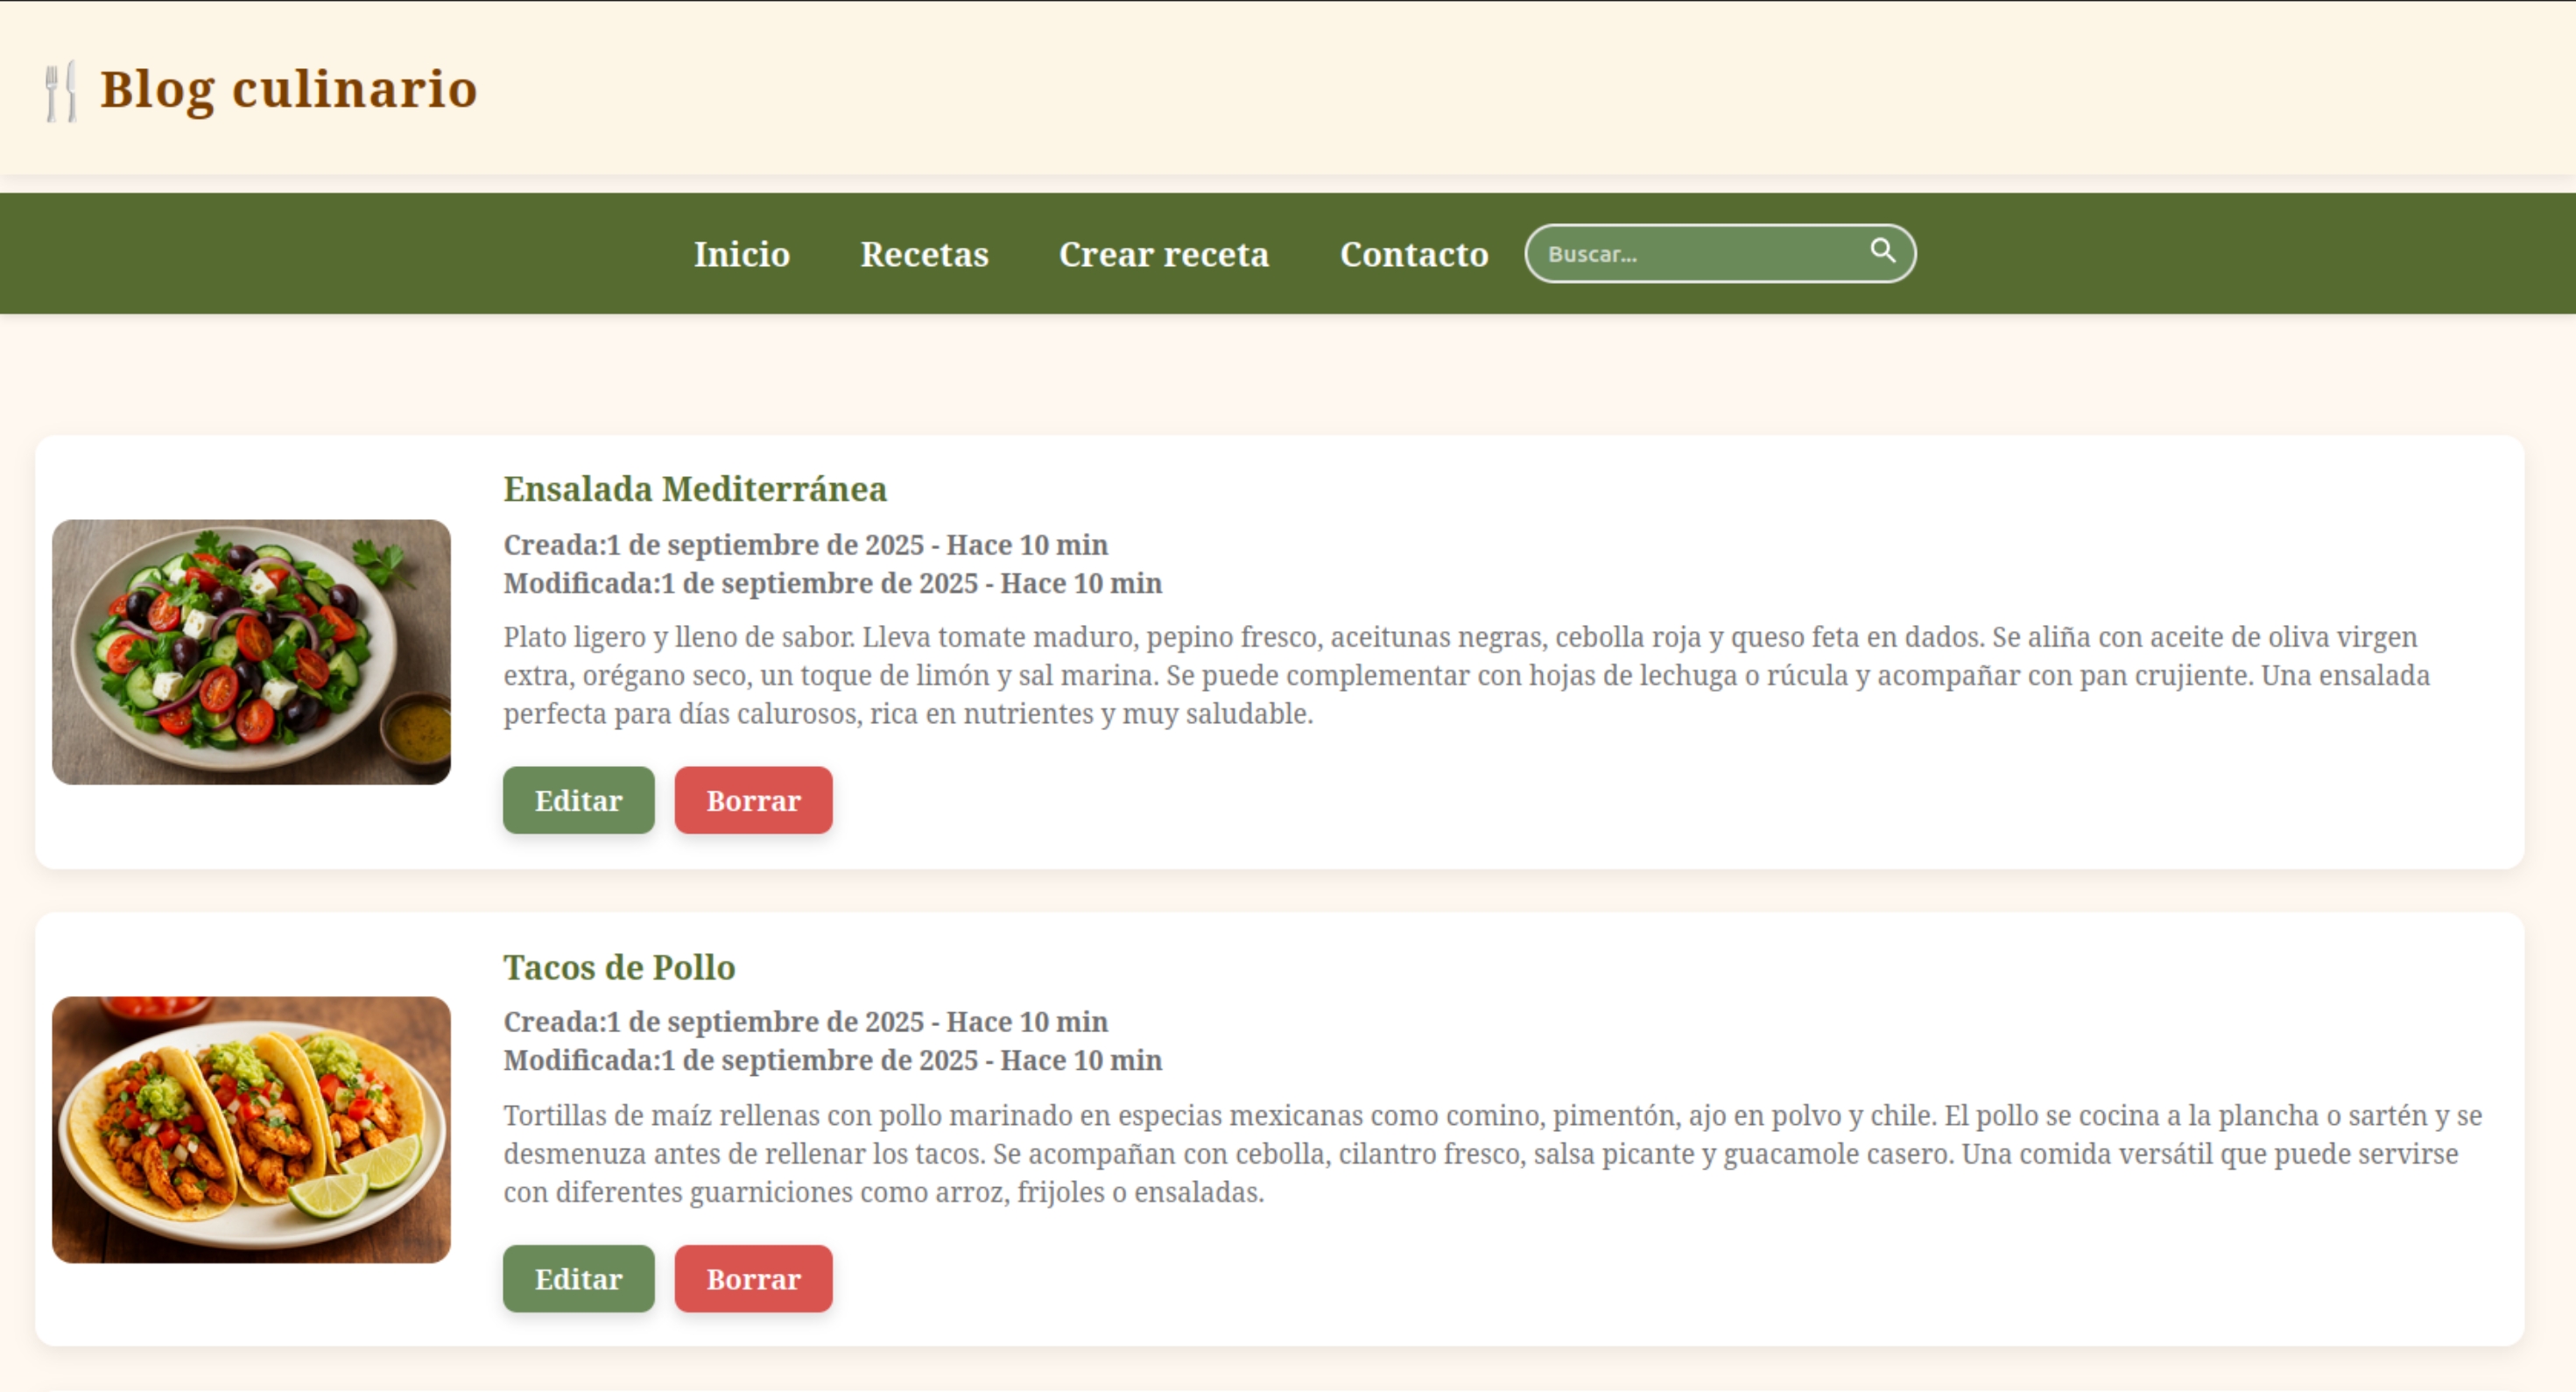 Blog culinario
Inicio Recetas Crear receta Contacto Buscar...
Ensalada Mediterránea
Creada:1 de septiembre de 2025 - Hace 10 min
Modificada:1 de septiembre de 2025 - Hace 10 min
Plato ligero y lleno de sabor. Lleva tomate maduro, pepino fresco, aceitunas negras, cebolla roja y queso feta en dados. Se aliña con aceite de oliva virgen
extra, orégano seco, un toque de limón y sal marina. Se puede complementar con hojas de lechuga o rúcula y acompañar con pan crujiente. Una ensalada
perfecta para días calurosos, rica en nutrientes y muy saludable.
Editar Borrar
Tacos de Pollo
Creada:1 de septiembre de 2025 - Hace 10 min
Modificada:1 de septiembre de 2025 - Hace 10 min
Tortillas de maíz rellenas con pollo marinado en especias mexicanas como comino, pimentón, ajo en polvo y chile. El pollo se cocina a la plancha o sartén y se
desmenuza antes de rellenar los tacos. Se acompañan con cebolla, cilantro fresco, salsa picante y guacamole casero. Una comida versátil que puede servirse
con diferentes guarniciones como arroz, frijoles o ensaladas.
Editar Borrar